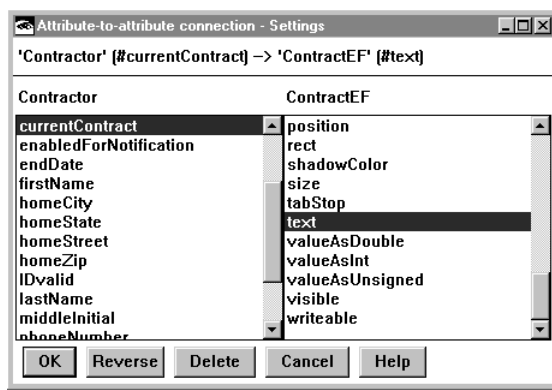 Attribute-to-attribute connection - Settings
'Contractor' (#currentContract) –> 'ContractEF' (#text)
Contractor
ContractEF
currentContract
enabledForNotification
endDate
firstName
homeCity
homeState
homeStreet
homeZip
IDvalid
lastName
middleInitial
phoneNumber
position
rect
shadowColor
size
tabStop
text
valueAsDouble
valueAsInt
valueAsUnsigned
visible
writeable
OK Reverse Delete Cancel Help